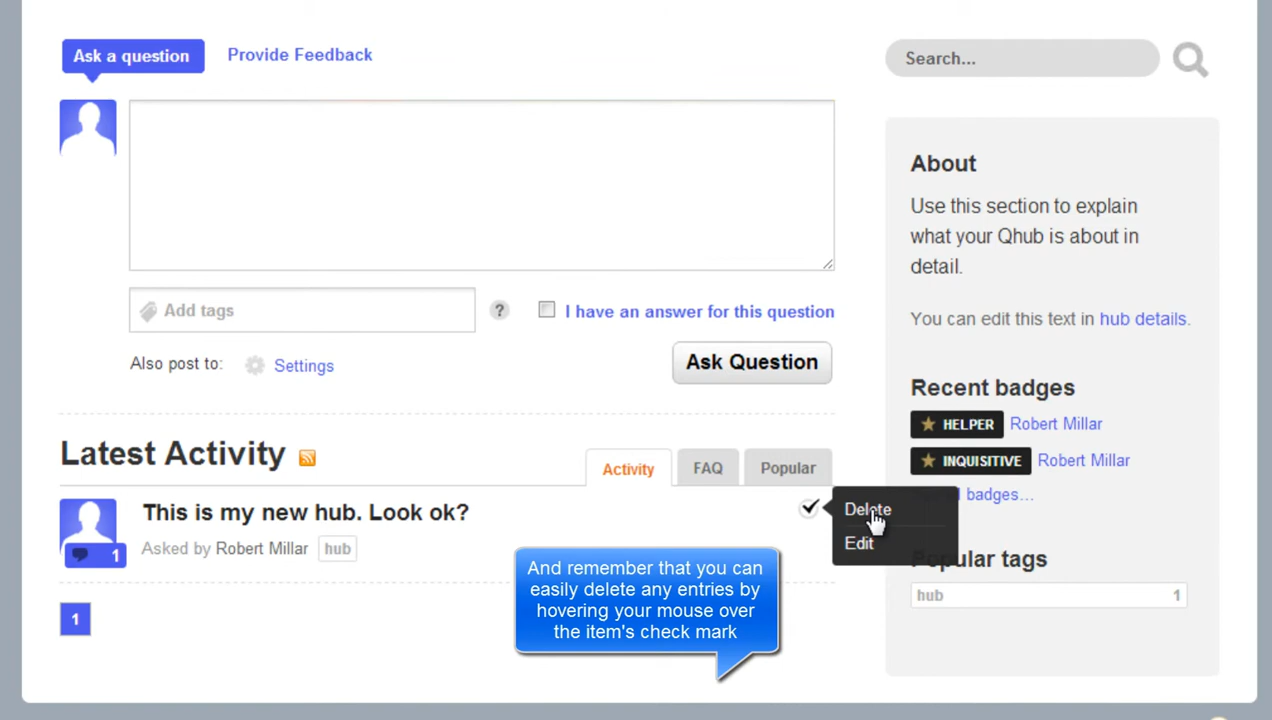 Ask a question
Provide Feedback
Search...
Add tags
?
I have an answer for this question
Also post to:
Settings
Ask Question
Latest Activity
Activity
FAQ
Popular
This is my new hub. Look ok?
1
Asked by Robert Millar
hub
Delete
Edit
And remember that you can
easily delete any entries by
hovering your mouse over
the item's check mark
1
About
Use this section to explain
what your Qhub is about in
detail.
You can edit this text in hub details.
Recent badges
HELPER Robert Millar
INQUISITIVE Robert Millar
badges...
Popular tags
hub 1